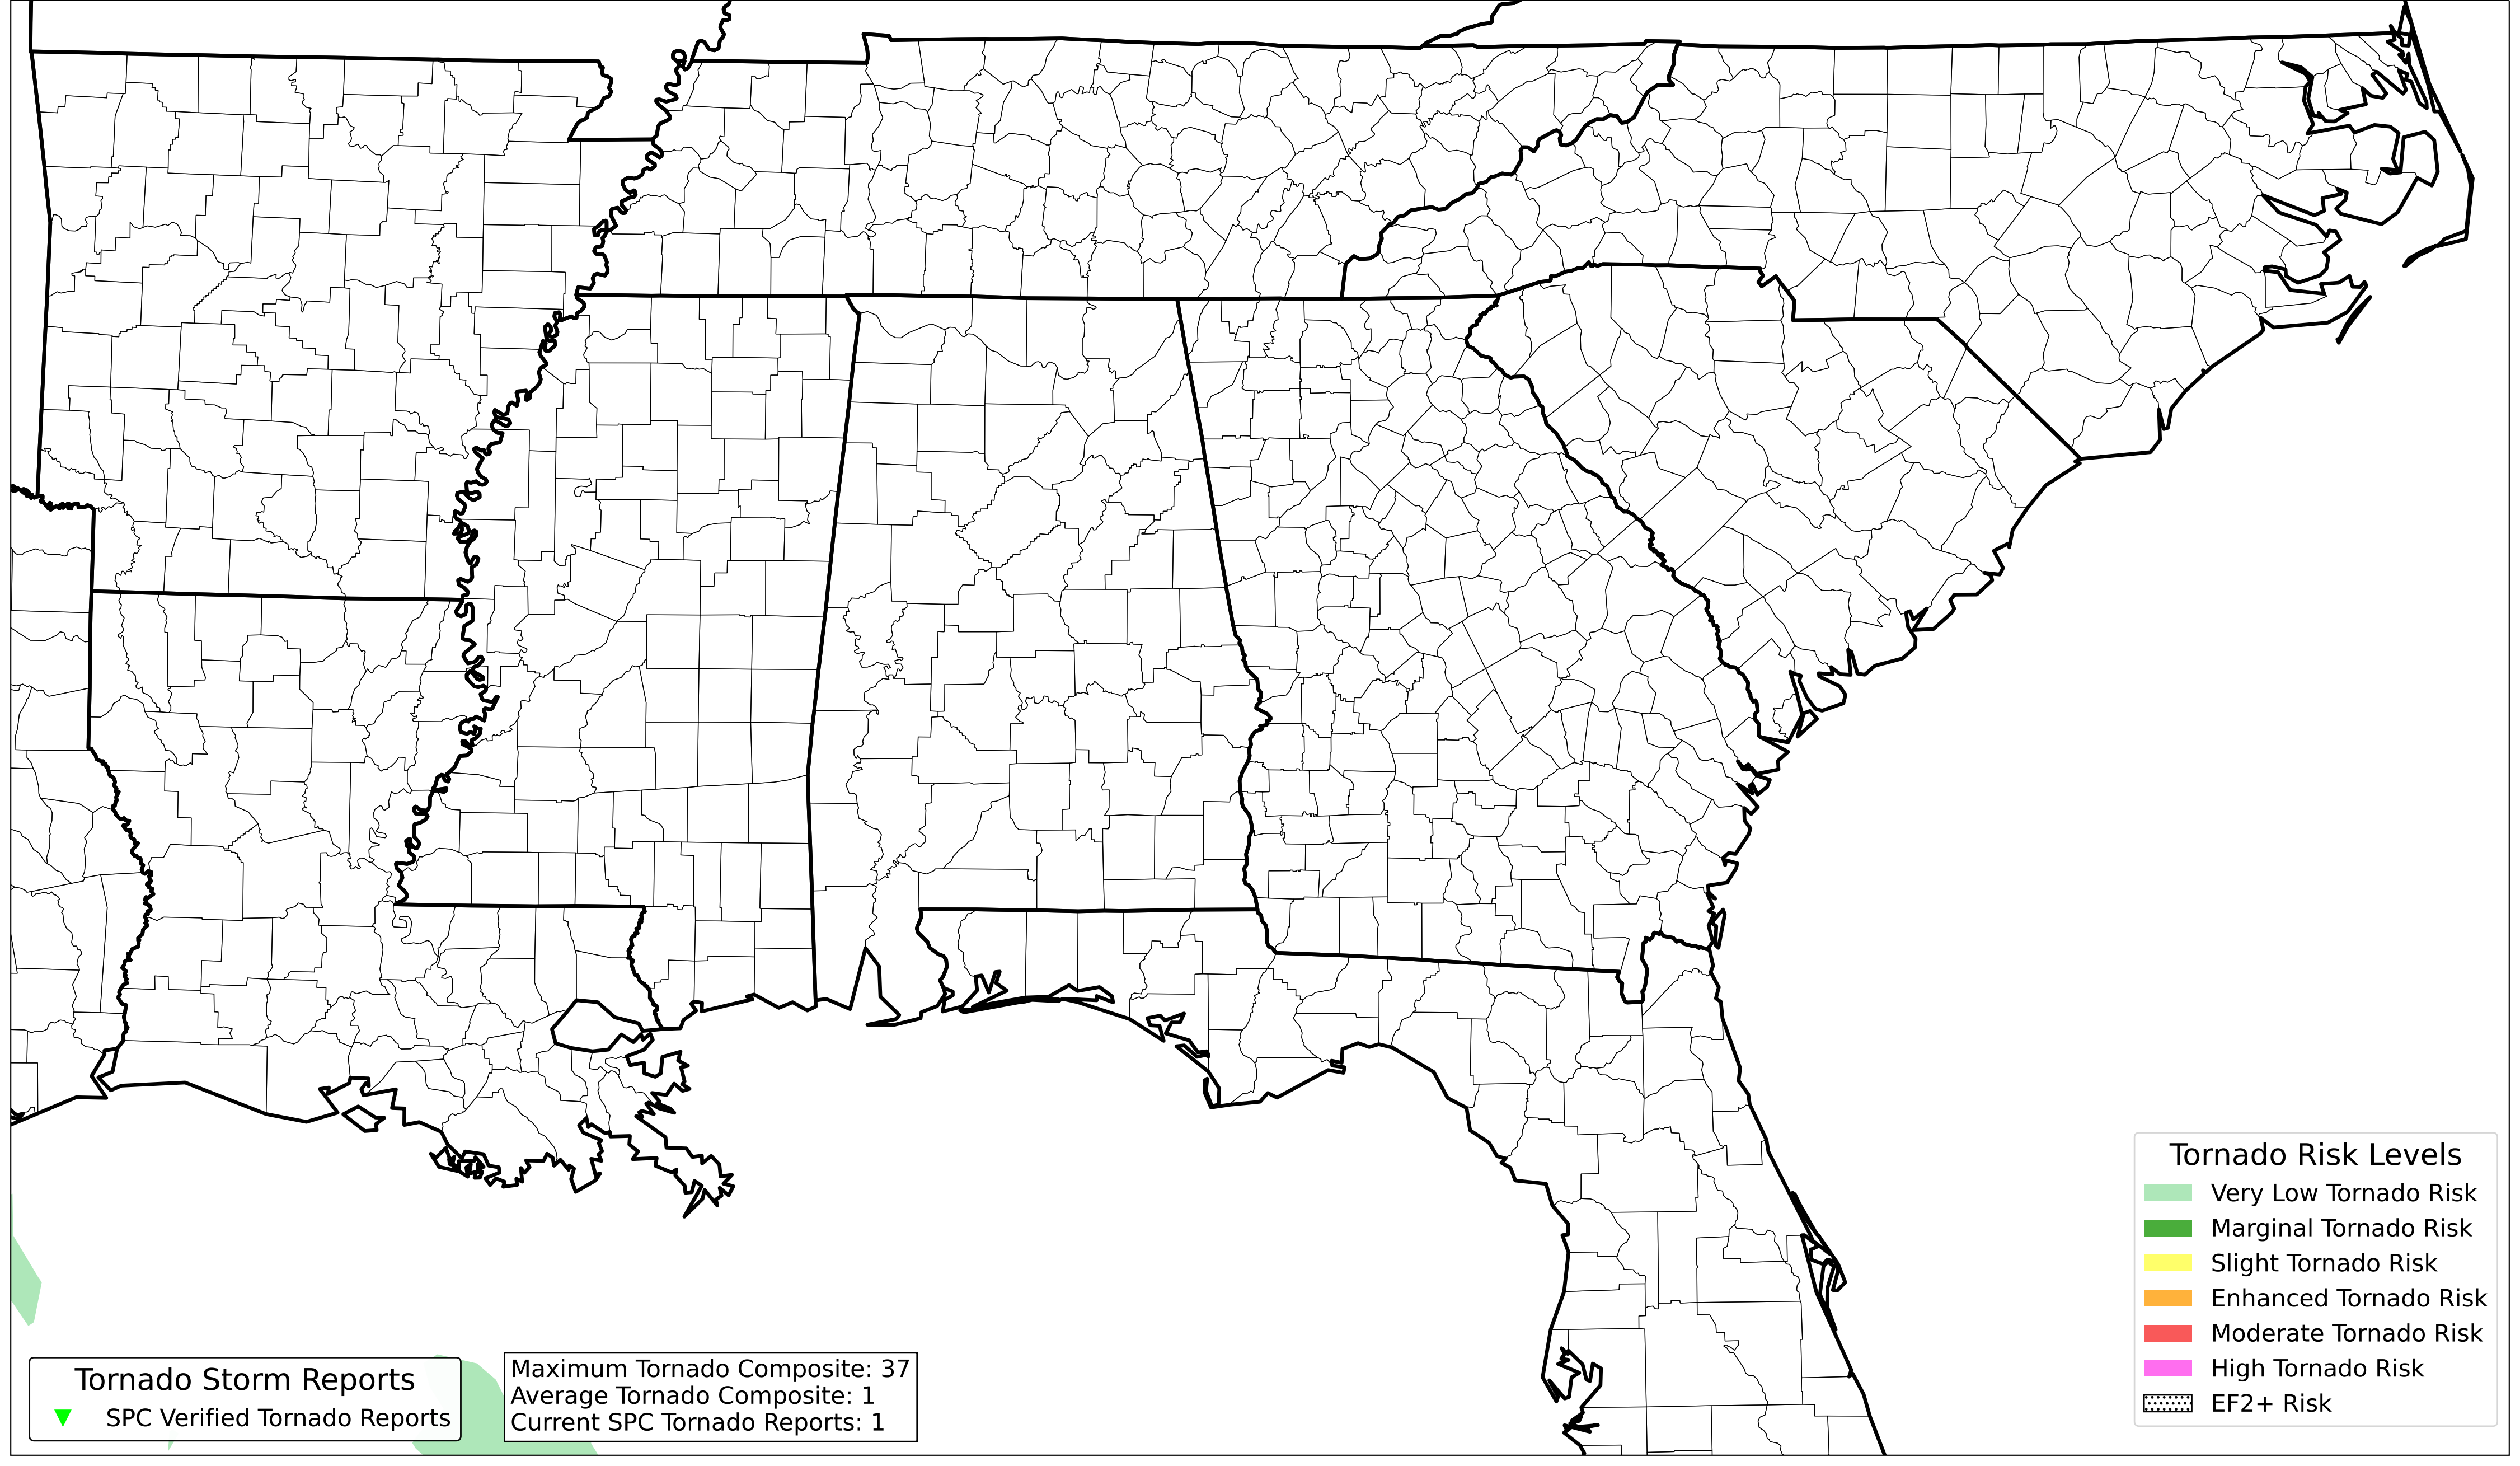 Tornado Risk Levels
Very Low Tornado Risk
Marginal Tornado Risk
Slight Tornado Risk
Enhanced Tornado Risk
Moderate Tornado Risk
High Tornado Risk
EF2+ Risk
Tornado Storm Reports
SPC Verified Tornado Reports
Maximum Tornado Composite: 37
Average Tornado Composite: 1
Current SPC Tornado Reports: 1